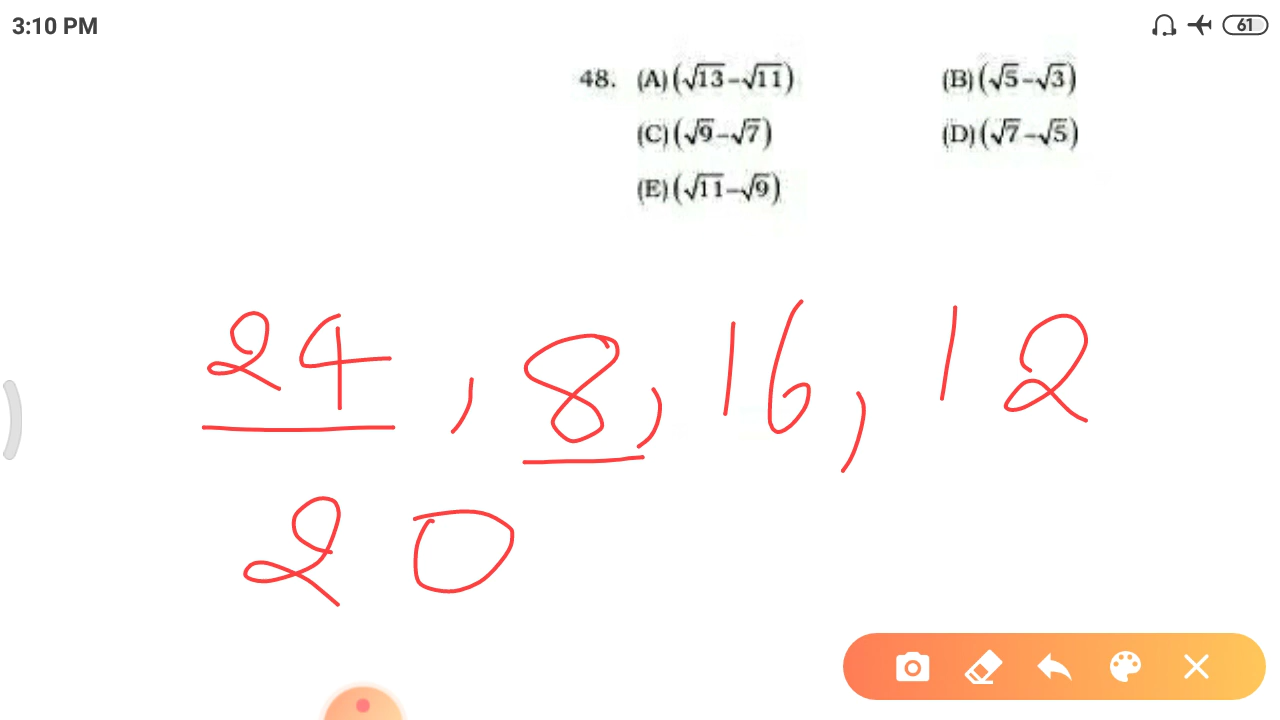 3:10 PM 61
48. (A) (√13-√11) (B) (√5-√3)
(C) (√9-√7) (D) (√7-√5)
(E) (√11-√9)
24, 8, 16, 12
20